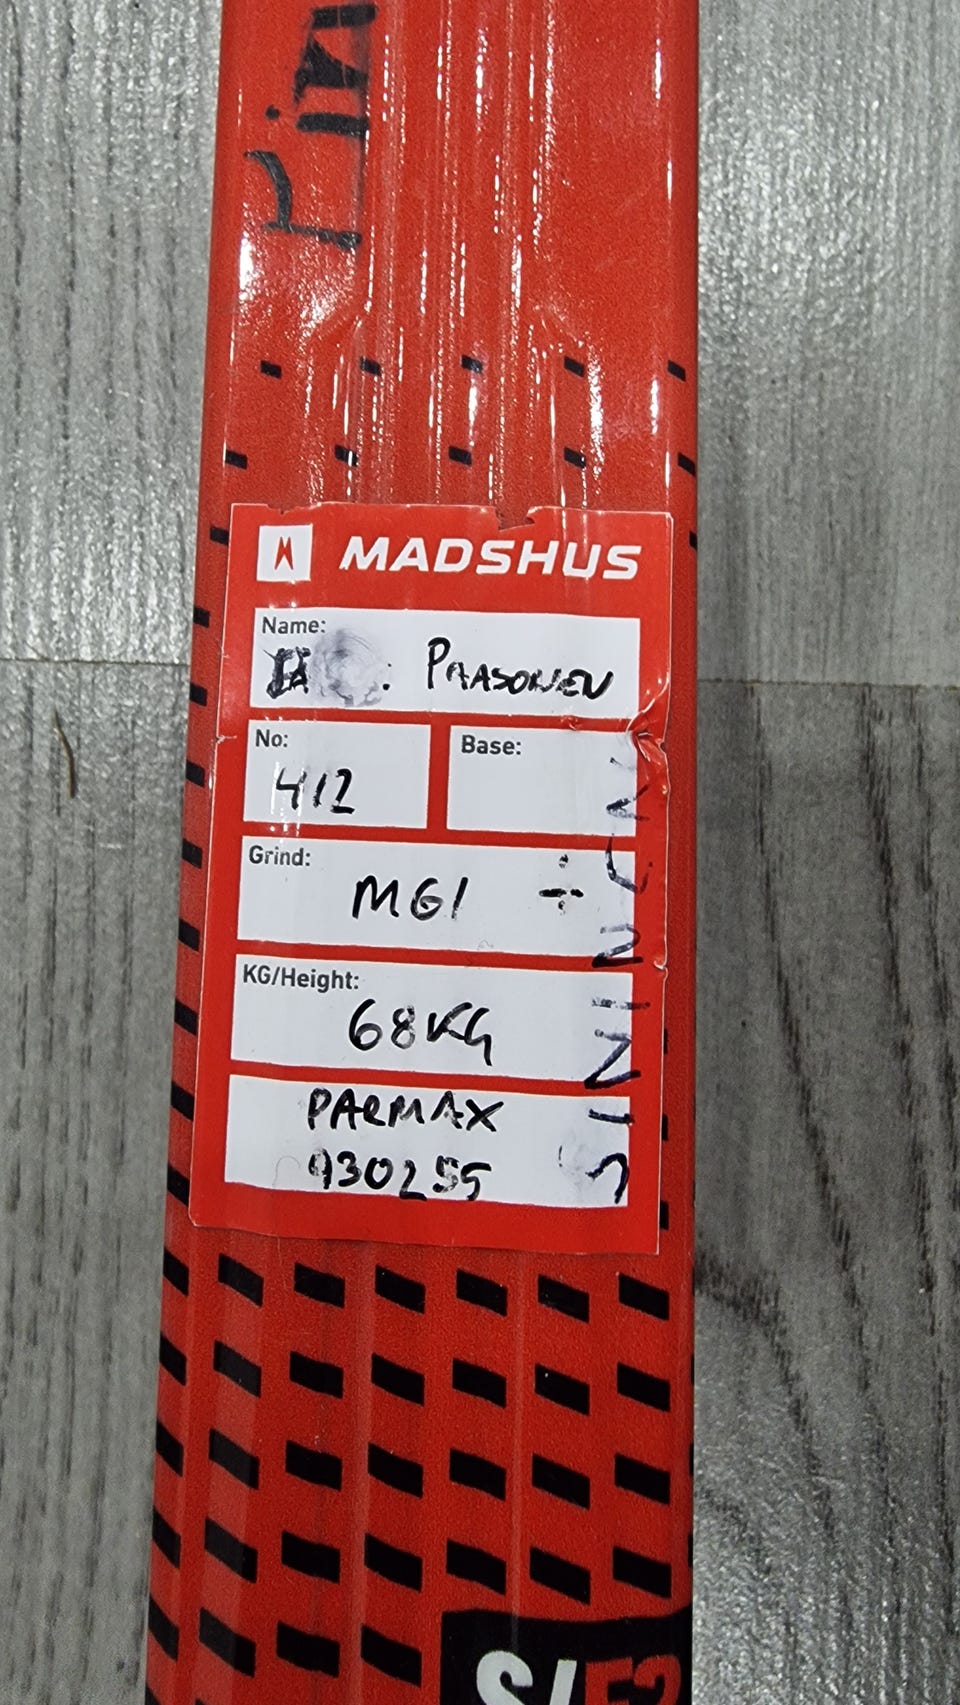 MADSHUS
Name:
PAASONEN
No:
412
Base:
Grind:
MG1 ÷
KG/Height:
68KG
PARMAX
930255